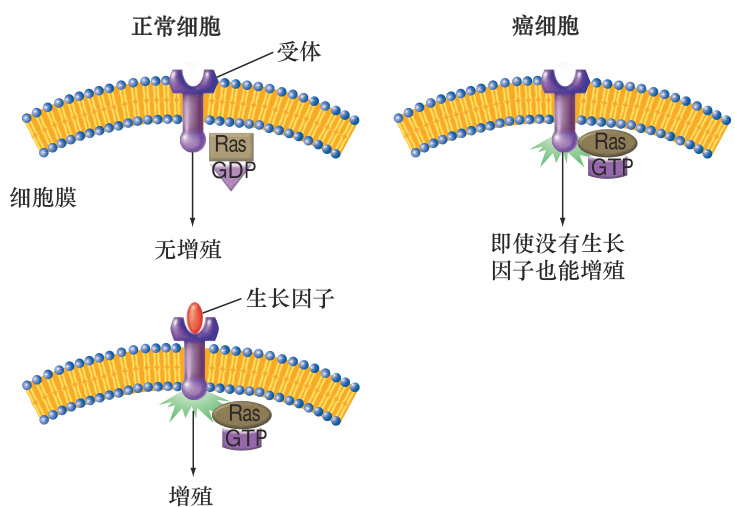 正常细胞
癌细胞
受体
Ras
GDP
Ras
GTP
细胞膜
无增殖
即使没有生长
因子也能增殖
生长因子
Ras
GTP
增殖